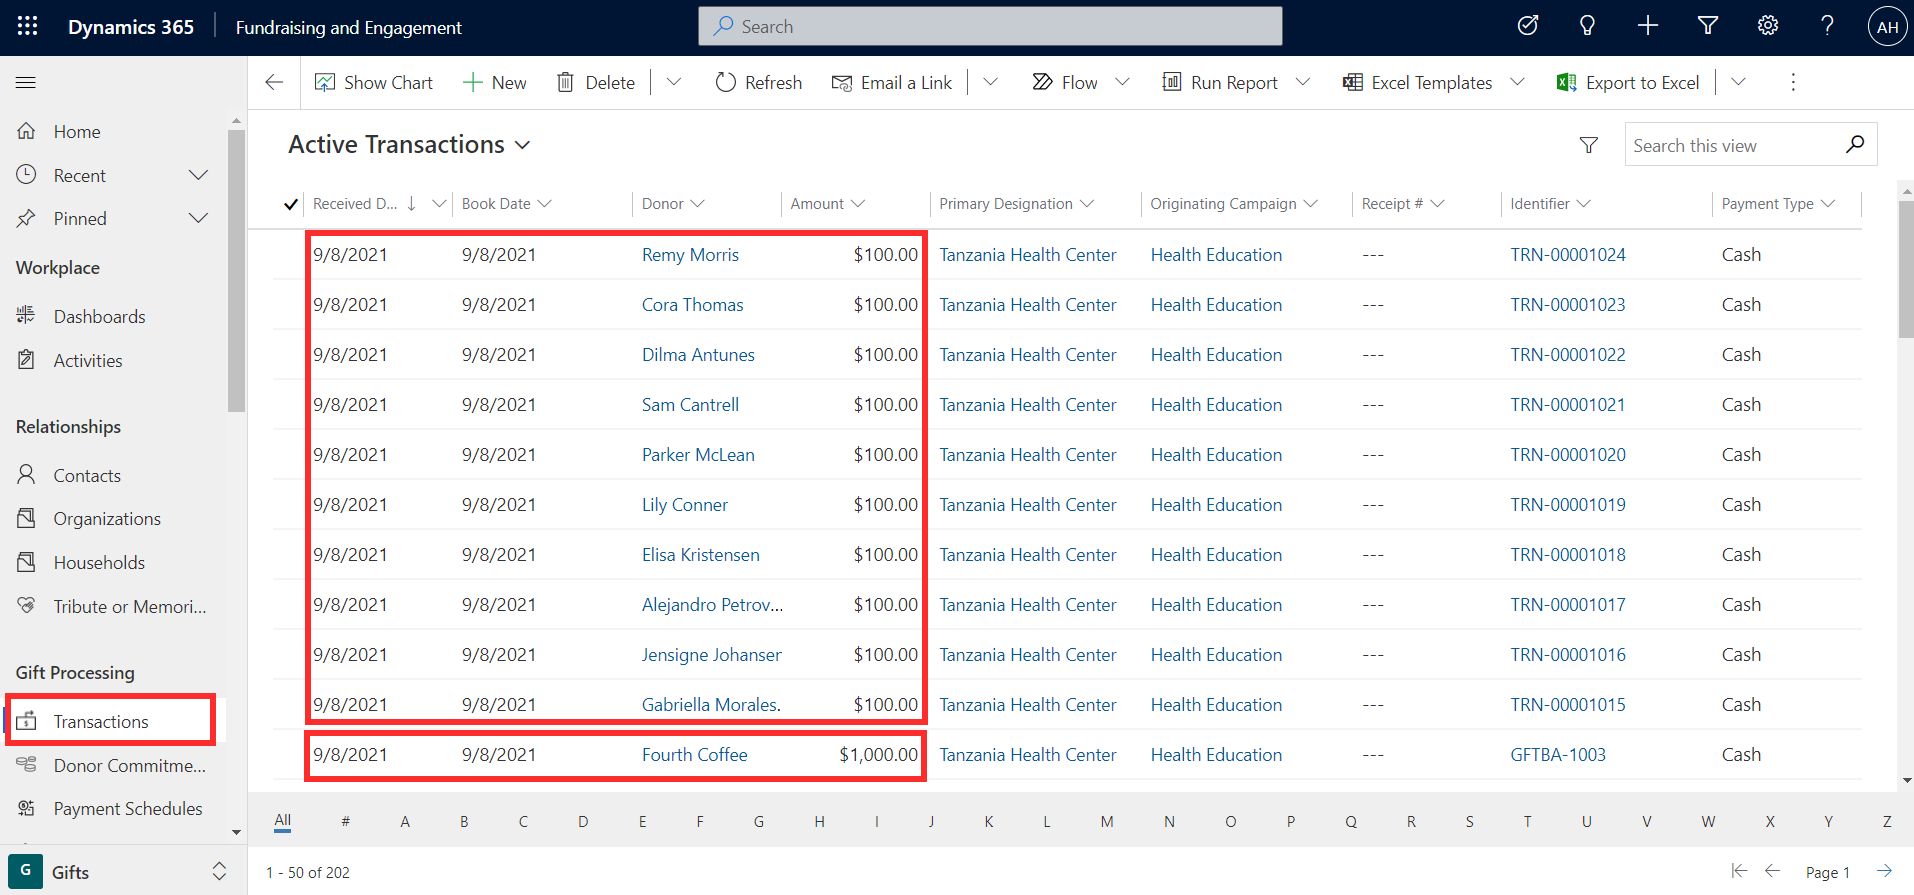 Dynamics 365 Fundraising and Engagement Search AH
Show Chart New Delete Refresh Email a Link Flow Run Report Excel Templates Export to Excel
Home
Recent
Pinned
Workplace
Dashboards
Activities
Relationships
Contacts
Organizations
Households
Tribute or Memori...
Gift Processing
Transactions
Donor Commitme...
Payment Schedules
G Gifts
Active Transactions Search this view
Received D... Book Date Donor Amount Primary Designation Originating Campaign Receipt # Identifier Payment Type
9/8/2021 9/8/2021 Remy Morris $100.00 Tanzania Health Center Health Education --- TRN-00001024 Cash
9/8/2021 9/8/2021 Cora Thomas $100.00 Tanzania Health Center Health Education --- TRN-00001023 Cash
9/8/2021 9/8/2021 Dilma Antunes $100.00 Tanzania Health Center Health Education --- TRN-00001022 Cash
9/8/2021 9/8/2021 Sam Cantrell $100.00 Tanzania Health Center Health Education --- TRN-00001021 Cash
9/8/2021 9/8/2021 Parker McLean $100.00 Tanzania Health Center Health Education --- TRN-00001020 Cash
9/8/2021 9/8/2021 Lily Conner $100.00 Tanzania Health Center Health Education --- TRN-00001019 Cash
9/8/2021 9/8/2021 Elisa Kristensen $100.00 Tanzania Health Center Health Education --- TRN-00001018 Cash
9/8/2021 9/8/2021 Alejandro Petrov... $100.00 Tanzania Health Center Health Education --- TRN-00001017 Cash
9/8/2021 9/8/2021 Jensigne Johansen $100.00 Tanzania Health Center Health Education --- TRN-00001016 Cash
9/8/2021 9/8/2021 Gabriella Morales. $100.00 Tanzania Health Center Health Education --- TRN-00001015 Cash
9/8/2021 9/8/2021 Fourth Coffee $1,000.00 Tanzania Health Center Health Education --- GFTBA-1003 Cash
All # A B C D E F G H I J K L M N O P Q R S T U V W X Y Z
1 - 50 of 202 Page 1